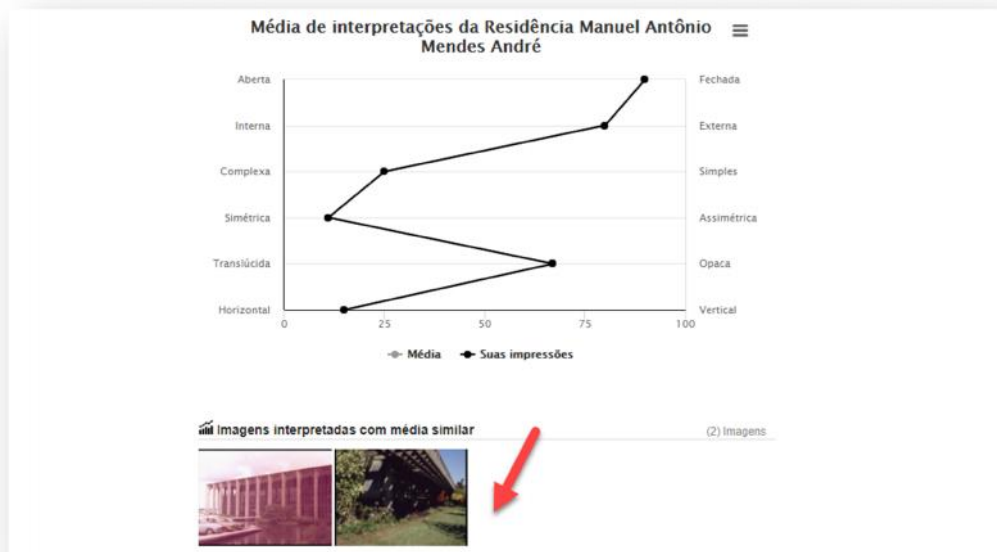 Média de interpretações da Residência Manuel Antônio
Mendes André
Aberta
Fechada
Interna
Externa
Complexa
Simples
Simétrica
Assimétrica
Translúcida
Opaca
Horizontal
Vertical
0 25 50 75 100
Média Suas impressões
Imagens interpretadas com média similar
(2) Imagens